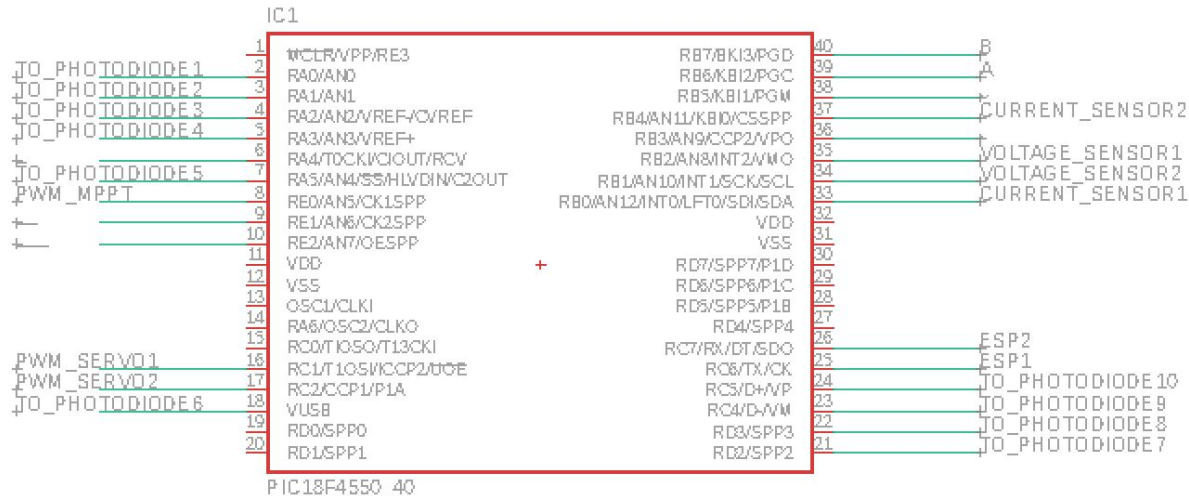 IC1
1 MCLR/VPP/RE3 RB7/BKI3/PGD 40 B
TO_PHOTODIODE1 2 RA0/AN0 RB6/KBI2/PGC 39 A
TO_PHOTODIODE2 3 RA1/AN1 RB5/KBI1/PGM 38
TO_PHOTODIODE3 4 RA2/AN2/VREF-/CVREF RB4/AN11/KBI0/CSSPP 37 CURRENT_SENSOR2
TO_PHOTODIODE4 5 RA3/AN3/VREF+ RB3/AN9/CCP2/VPO 36
6 RA4/T0CKI/C1OUT/RCV RB2/AN8/INT2/VMO 35 VOLTAGE_SENSOR1
TO_PHOTODIODE5 7 RA5/AN4/SS/HLVDIN/C2OUT RB1/AN10/INT1/SCK/SCL 34 VOLTAGE_SENSOR2
PWM_MPPT 8 RE0/AN5/CK1SPP RB0/AN12/INT0/LFT0/SDI/SDA 33 CURRENT_SENSOR1
9 RE1/AN6/CK2SPP VDD 32
10 RE2/AN7/OESPP VSS 31
11 VDD RD7/SPP7/P1D 30
12 VSS RD6/SPP6/P1C 29
13 OSC1/CLKI RD5/SPP5/P1B 28
14 RA6/OSC2/CLKO RD4/SPP4 27
15 RC0/T1OSO/T13CKI RC7/RX/DT/SDO 26 ESP2
PWM_SERVO1 16 RC1/T1OSI/CCP2/UOE RC6/TX/CK 25 ESP1
PWM_SERVO2 17 RC2/CCP1/P1A RC5/D+/VP 24 TO_PHOTODIODE10
TO_PHOTODIODE6 18 VUSB RC4/D-/VM 23 TO_PHOTODIODE9
19 RD0/SPP0 RD3/SPP3 22 TO_PHOTODIODE8
20 RD1/SPP1 RD2/SPP2 21 TO_PHOTODIODE7
PIC18F4550_40